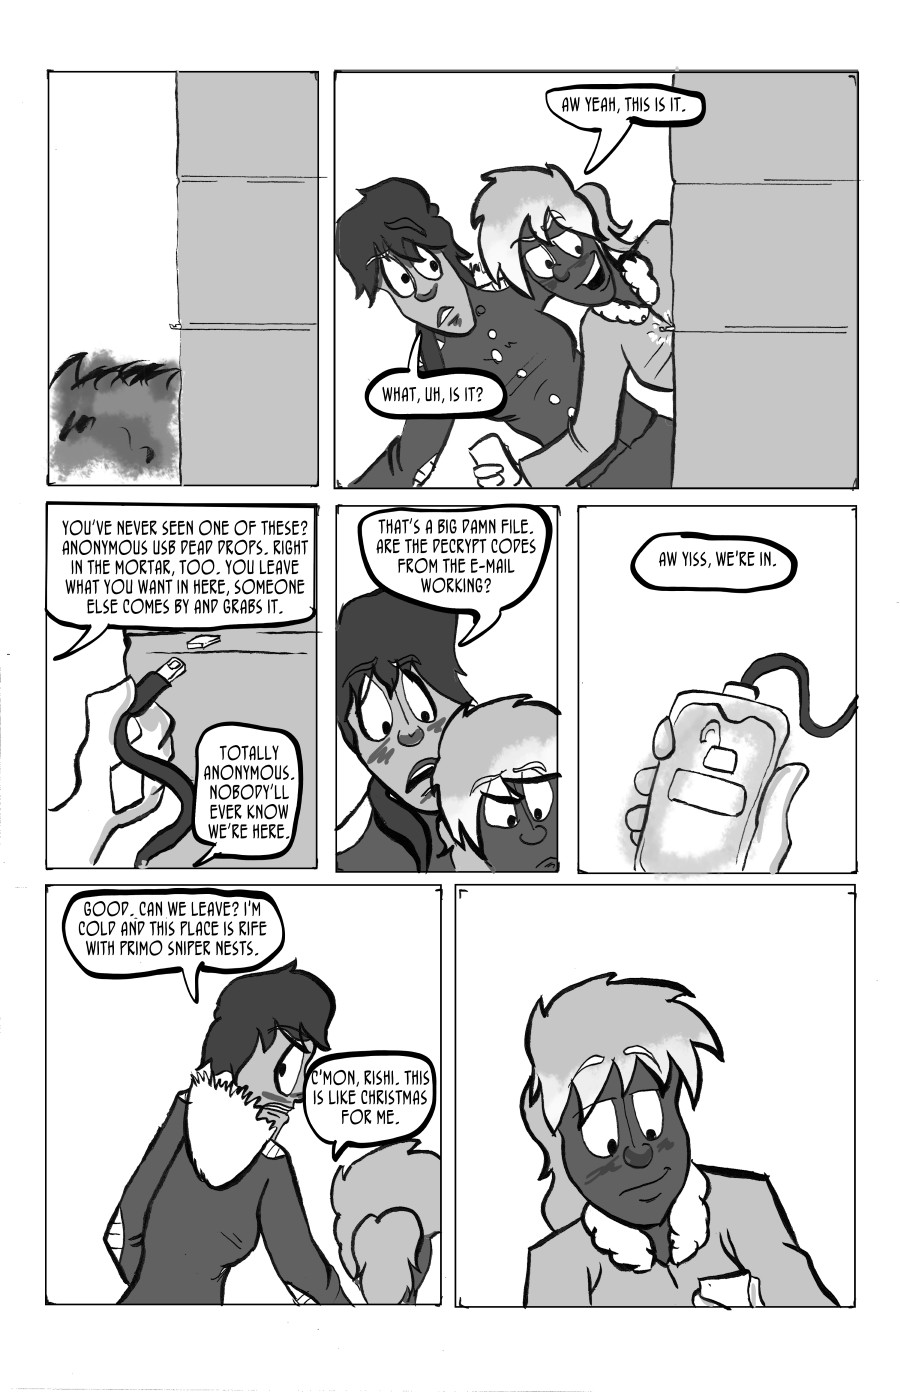 AW YEAH, THIS IS IT.
WHAT, UH, IS IT?
YOU'VE NEVER SEEN ONE OF THESE?
ANONYMOUS USB DEAD DROPS. RIGHT
IN THE MORTAR, TOO. YOU LEAVE
WHAT YOU WANT IN HERE, SOMEONE
ELSE COMES BY AND GRABS IT.
TOTALLY
ANONYMOUS.
NOBODY'LL
EVER KNOW
WE'RE HERE.
THAT'S A BIG DAMN FILE.
ARE THE DECRYPT CODES
FROM THE E-MAIL
WORKING?
AW YISS, WE'RE IN.
GOOD. CAN WE LEAVE? I'M
COLD AND THIS PLACE IS RIFE
WITH PRIMO SNIPER NESTS.
C'MON, RISHI. THIS
IS LIKE CHRISTMAS
FOR ME.